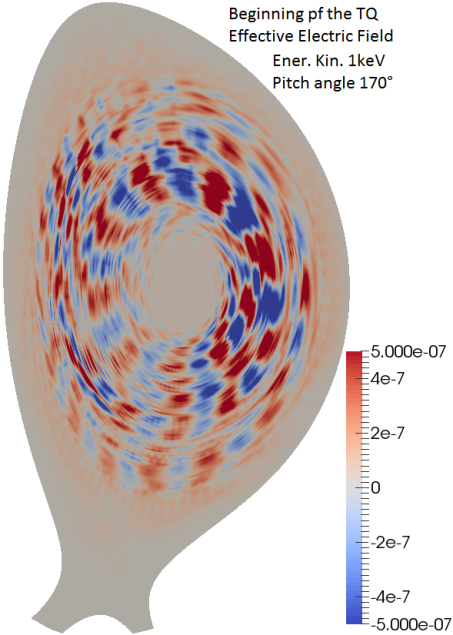 Beginning pf the TQ
Effective Electric Field
Ener. Kin. 1keV
Pitch angle 170°
5.000e-07
4e-7
2e-7
0
-2e-7
-4e-7
-5.000e-07